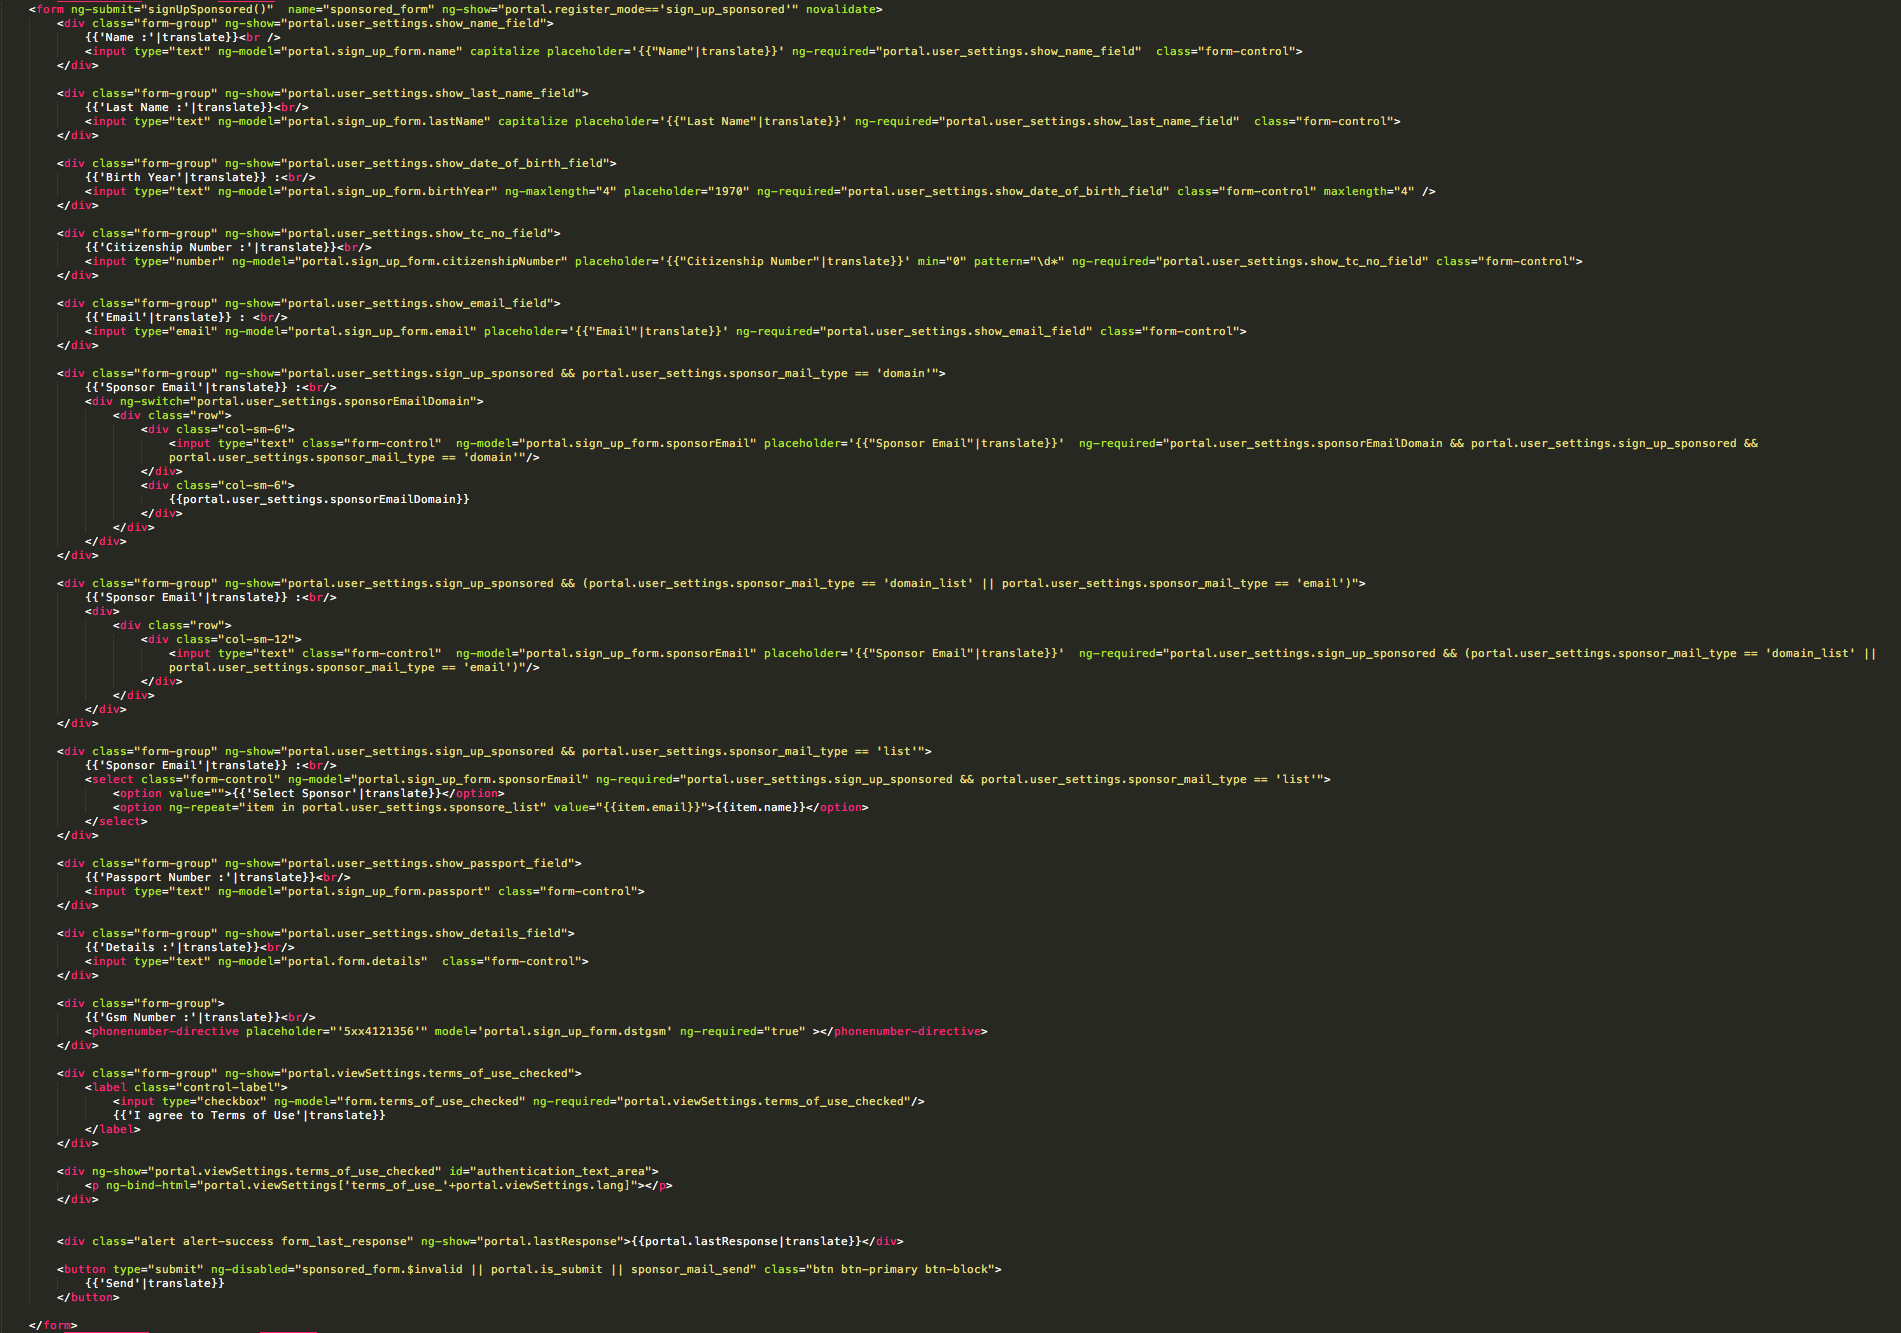 <form ng-submit="signUpSponsored()"  name="sponsored_form" ng-show="portal.register_mode=='sign_up_sponsored'" novalidate>
<div class="form-group" ng-show="portal.user_settings.show_name_field">
{{'Name :'|translate}}<br />
<input type="text" ng-model="portal.sign_up_form.name" capitalize placeholder='{{"Name"|translate}}' ng-required="portal.user_settings.show_name_field"  class="form-control">
</div>
<div class="form-group" ng-show="portal.user_settings.show_last_name_field">
{{'Last Name :'|translate}}<br/>
<input type="text" ng-model="portal.sign_up_form.lastName" capitalize placeholder='{{"Last Name"|translate}}' ng-required="portal.user_settings.show_last_name_field"  class="form-control">
</div>
<div class="form-group" ng-show="portal.user_settings.show_date_of_birth_field">
{{'Birth Year'|translate}} :<br/>
<input type="text" ng-model="portal.sign_up_form.birthYear" ng-maxlength="4" placeholder="1970" ng-required="portal.user_settings.show_date_of_birth_field" class="form-control" maxlength="4" />
</div>
<div class="form-group" ng-show="portal.user_settings.show_tc_no_field">
{{'Citizenship Number :'|translate}}<br/>
<input type="number" ng-model="portal.sign_up_form.citizenshipNumber" placeholder='{{"Citizenship Number"|translate}}' min="0" pattern="\d*" ng-required="portal.user_settings.show_tc_no_field" class="form-control">
</div>
<div class="form-group" ng-show="portal.user_settings.show_email_field">
{{'Email'|translate}} : <br/>
<input type="email" ng-model="portal.sign_up_form.email" placeholder='{{"Email"|translate}}' ng-required="portal.user_settings.show_email_field" class="form-control">
</div>
<div class="form-group" ng-show="portal.user_settings.sign_up_sponsored && portal.user_settings.sponsor_mail_type == 'domain'">
{{'Sponsor Email'|translate}} :<br/>
<div ng-switch="portal.user_settings.sponsorEmailDomain">
<div class="row">
<div class="col-sm-6">
<input type="text" class="form-control"  ng-model="portal.sign_up_form.sponsorEmail" placeholder='{{"Sponsor Email"|translate}}'  ng-required="portal.user_settings.sponsorEmailDomain && portal.user_settings.sign_up_sponsored &&
portal.user_settings.sponsor_mail_type == 'domain'"/>
</div>
<div class="col-sm-6">
{{portal.user_settings.sponsorEmailDomain}}
</div>
</div>
</div>
</div>
<div class="form-group" ng-show="portal.user_settings.sign_up_sponsored && (portal.user_settings.sponsor_mail_type == 'domain_list' || portal.user_settings.sponsor_mail_type == 'email')">
{{'Sponsor Email'|translate}} :<br/>
<div>
<div class="row">
<div class="col-sm-12">
<input type="text" class="form-control"  ng-model="portal.sign_up_form.sponsorEmail" placeholder='{{"Sponsor Email"|translate}}'  ng-required="portal.user_settings.sign_up_sponsored && (portal.user_settings.sponsor_mail_type == 'domain_list' ||
portal.user_settings.sponsor_mail_type == 'email')"/>
</div>
</div>
</div>
</div>
<div class="form-group" ng-show="portal.user_settings.sign_up_sponsored && portal.user_settings.sponsor_mail_type == 'list'">
{{'Sponsor Email'|translate}} :<br/>
<select class="form-control" ng-model="portal.sign_up_form.sponsorEmail" ng-required="portal.user_settings.sign_up_sponsored && portal.user_settings.sponsor_mail_type == 'list'">
<option value="">{{'Select Sponsor'|translate}}</option>
<option ng-repeat="item in portal.user_settings.sponsore_list" value="{{item.email}}">{{item.name}}</option>
</select>
</div>
<div class="form-group" ng-show="portal.user_settings.show_passport_field">
{{'Passport Number :'|translate}}<br/>
<input type="text" ng-model="portal.sign_up_form.passport" class="form-control">
</div>
<div class="form-group" ng-show="portal.user_settings.show_details_field">
{{'Details :'|translate}}<br/>
<input type="text" ng-model="portal.form.details"  class="form-control">
</div>
<div class="form-group">
{{'Gsm Number :'|translate}}<br/>
<phonenumber-directive placeholder="'5xx4121356'" model='portal.sign_up_form.dstgsm' ng-required="true" ></phonenumber-directive>
</div>
<div class="form-group" ng-show="portal.viewSettings.terms_of_use_checked">
<label class="control-label">
<input type="checkbox" ng-model="form.terms_of_use_checked" ng-required="portal.viewSettings.terms_of_use_checked"/>
{{'I agree to Terms of Use'|translate}}
</label>
</div>
<div ng-show="portal.viewSettings.terms_of_use_checked" id="authentication_text_area">
<p ng-bind-html="portal.viewSettings['terms_of_use_'+portal.viewSettings.lang]"></p>
</div>
<div class="alert alert-success form_last_response" ng-show="portal.lastResponse">{{portal.lastResponse|translate}}</div>
<button type="submit" ng-disabled="sponsored_form.$invalid || portal.is_submit || sponsor_mail_send" class="btn btn-primary btn-block">
{{'Send'|translate}}
</button>
</form>